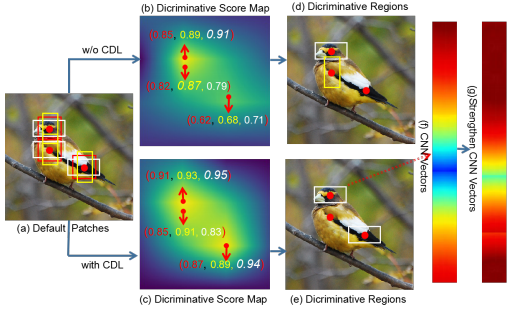 (b) Dicriminative Score Map
(d) Dicriminative Regions
w/o CDL
(0.85, 0.89, 0.91)
(0.82, 0.87, 0.79)
(0.62, 0.68, 0.71)
(f) CNN Vectors
(g)Strengthen CNN Vectors
(0.91, 0.93, 0.95)
(0.85, 0.91, 0.83)
(0.87, 0.89, 0.94)
(a) Default Patches
with CDL
(c) Dicriminative Score Map
(e) Dicriminative Regions